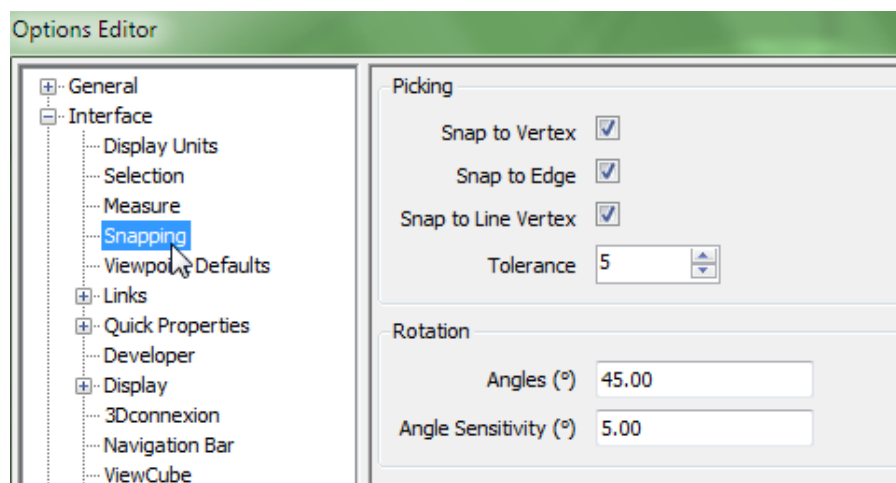 Options Editor
General
Interface
Display Units
Selection
Measure
Snapping
Viewpoint Defaults
Links
Quick Properties
Developer
Display
3Dconnexion
Navigation Bar
ViewCube
Picking
Snap to Vertex
Snap to Edge
Snap to Line Vertex
Tolerance 5
Rotation
Angles (°) 45.00
Angle Sensitivity (°) 5.00